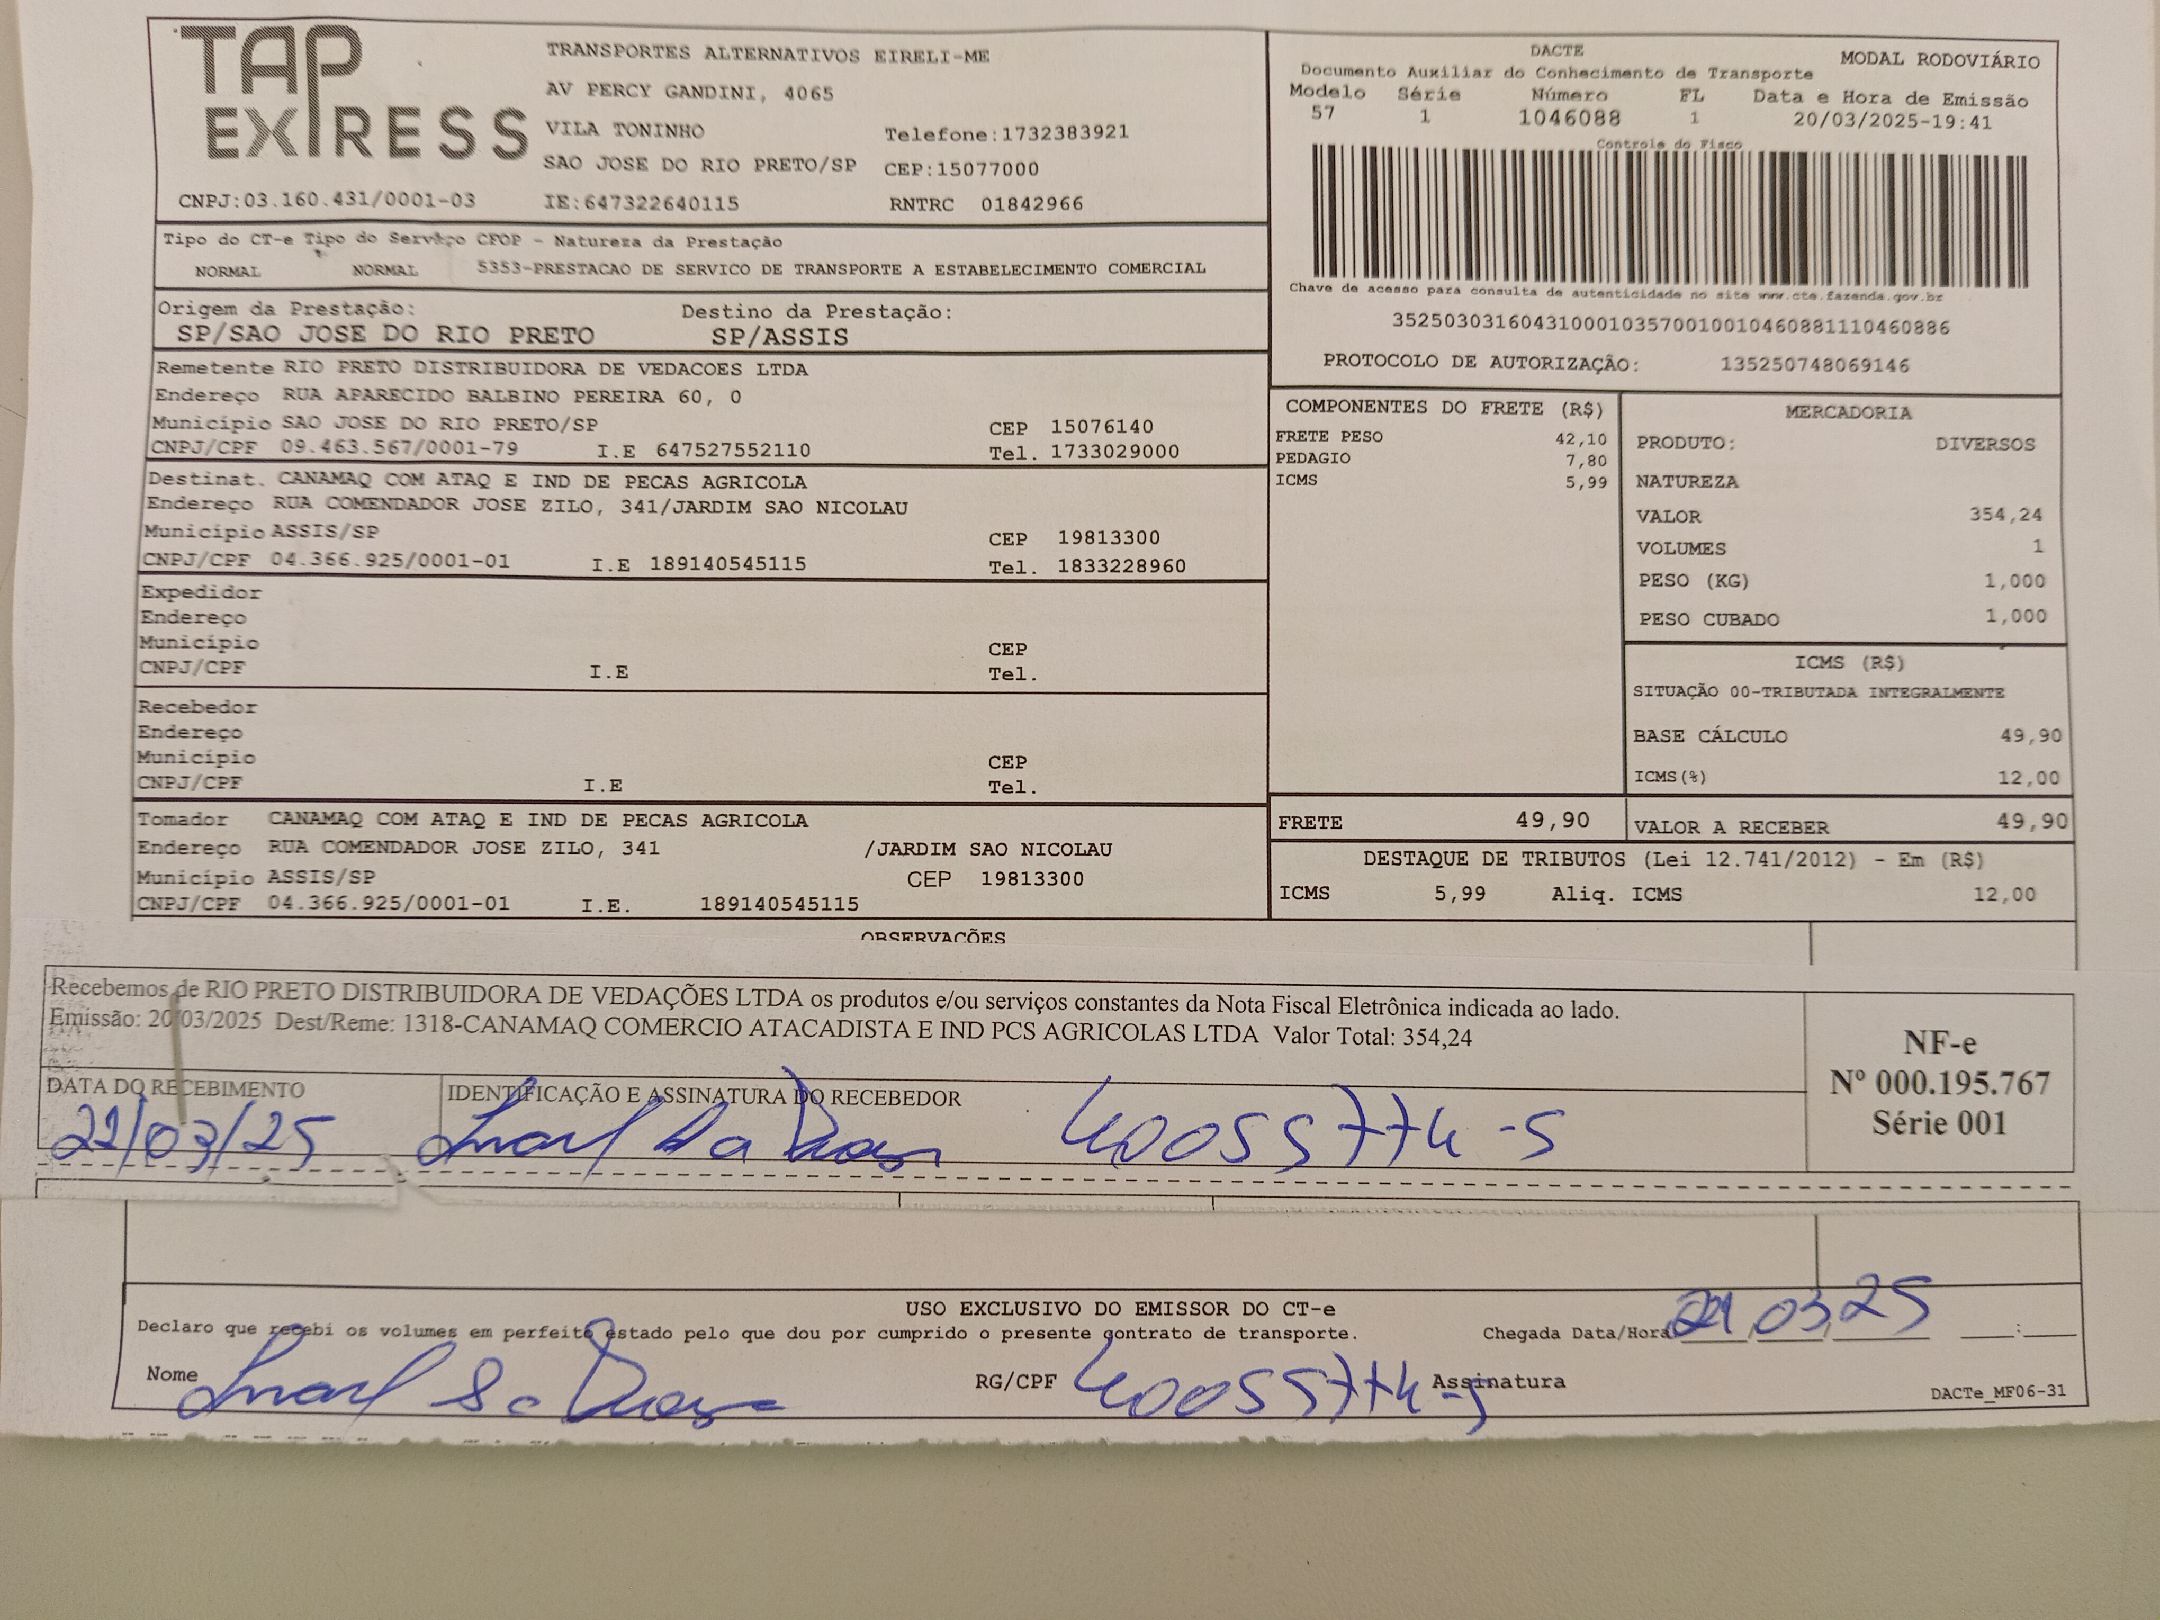 TAP EXPRESS
TRANSPORTES ALTERNATIVOS EIRELI-ME
AV PERCY GANDINI, 4065
VILA TONINHO Telefone:1732383921
SAO JOSE DO RIO PRETO/SP CEP:15077000
CNPJ:03.160.431/0001-03 IE:647322640115 RNTRC 01842966
DACTE MODAL RODOVIÁRIO
Documento Auxiliar do Conhecimento de Transporte
Modelo Série Número FL Data e Hora de Emissão
57 1 1046088 1 20/03/2025-19:41
Controle do Fisco
Chave de acesso para consulta de autenticidade no site www.cte.fazenda.gov.br
35250303160431000103570010010460881110460886
PROTOCOLO DE AUTORIZAÇÃO: 135250748069146
Tipo do CT-e Tipo do Serviço CFOP - Natureza da Prestação
NORMAL NORMAL 5353-PRESTACAO DE SERVICO DE TRANSPORTE A ESTABELECIMENTO COMERCIAL
Origem da Prestação: Destino da Prestação:
SP/SAO JOSE DO RIO PRETO SP/ASSIS
Remetente RIO PRETO DISTRIBUIDORA DE VEDACOES LTDA
Endereço RUA APARECIDO BALBINO PEREIRA 60, 0
Município SAO JOSE DO RIO PRETO/SP CEP 15076140
CNPJ/CPF 09.463.567/0001-79 I.E 647527552110 Tel. 1733029000
Destinat. CANAMAQ COM ATAQ E IND DE PECAS AGRICOLA
Endereço RUA COMENDADOR JOSE ZILO, 341/JARDIM SAO NICOLAU
Município ASSIS/SP CEP 19813300
CNPJ/CPF 04.366.925/0001-01 I.E 189140545115 Tel. 1833228960
Expedidor
Endereço
Município CEP
CNPJ/CPF I.E Tel.
Recebedor
Endereço
Município CEP
CNPJ/CPF I.E Tel.
Tomador CANAMAQ COM ATAQ E IND DE PECAS AGRICOLA
Endereço RUA COMENDADOR JOSE ZILO, 341 /JARDIM SAO NICOLAU
Município ASSIS/SP CEP 19813300
CNPJ/CPF 04.366.925/0001-01 I.E. 189140545115
COMPONENTES DO FRETE (R$)
FRETE PESO 42,10
PEDAGIO 7,80
ICMS 5,99
MERCADORIA
PRODUTO: DIVERSOS
NATUREZA
VALOR 354,24
VOLUMES 1
PESO (KG) 1,000
PESO CUBADO 1,000
ICMS (R$)
SITUAÇÃO 00-TRIBUTADA INTEGRALMENTE
BASE CÁLCULO 49,90
ICMS(%) 12,00
FRETE 49,90 VALOR A RECEBER 49,90
DESTAQUE DE TRIBUTOS (Lei 12.741/2012) - Em (R$)
ICMS 5,99 Aliq. ICMS 12,00
OBSERVAÇÕES
Recebemos de RIO PRETO DISTRIBUIDORA DE VEDAÇÕES LTDA os produtos e/ou serviços constantes da Nota Fiscal Eletrônica indicada ao lado.
Emissão: 20/03/2025 Dest/Reme: 1318-CANAMAQ COMERCIO ATACADISTA E IND PCS AGRICOLAS LTDA Valor Total: 354,24
DATA DO RECEBIMENTO IDENTIFICAÇÃO E ASSINATURA DO RECEBEDOR
/03/25 40055774-5
NF-e
Nº 000.195.767
Série 001
USO EXCLUSIVO DO EMISSOR DO CT-e
Declaro que recebi os volumes em perfeito estado pelo que dou por cumprido o presente contrato de transporte. Chegada Data/Hora 03 25 __:__
Nome RG/CPF 40055774-5 Assinatura
DACTe_MF06-31